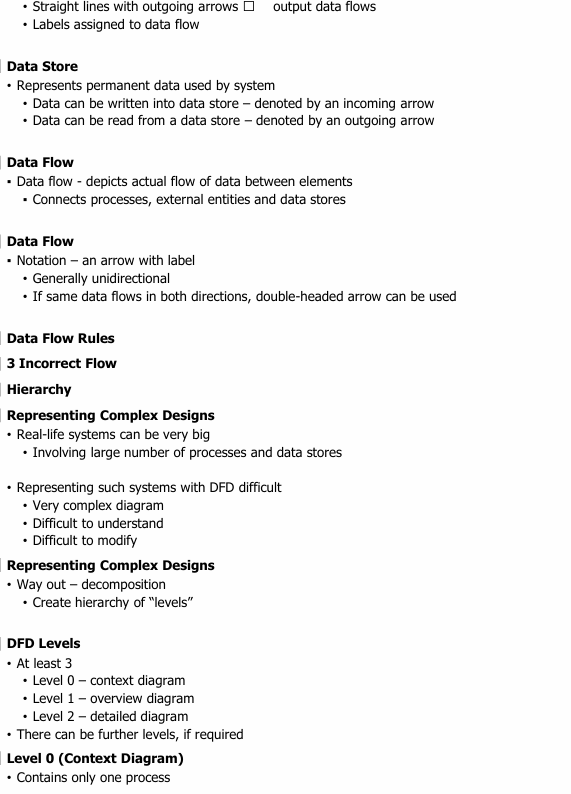 • Straight lines with outgoing arrows □ output data flows
• Labels assigned to data flow
Data Store
• Represents permanent data used by system
• Data can be written into data store – denoted by an incoming arrow
• Data can be read from a data store – denoted by an outgoing arrow
Data Flow
▪ Data flow - depicts actual flow of data between elements
▪ Connects processes, external entities and data stores
Data Flow
▪ Notation – an arrow with label
• Generally unidirectional
• If same data flows in both directions, double-headed arrow can be used
Data Flow Rules
3 Incorrect Flow
Hierarchy
Representing Complex Designs
• Real-life systems can be very big
• Involving large number of processes and data stores
• Representing such systems with DFD difficult
• Very complex diagram
• Difficult to understand
• Difficult to modify
Representing Complex Designs
• Way out – decomposition
• Create hierarchy of “levels”
DFD Levels
• At least 3
• Level 0 – context diagram
• Level 1 – overview diagram
• Level 2 – detailed diagram
• There can be further levels, if required
Level 0 (Context Diagram)
• Contains only one process